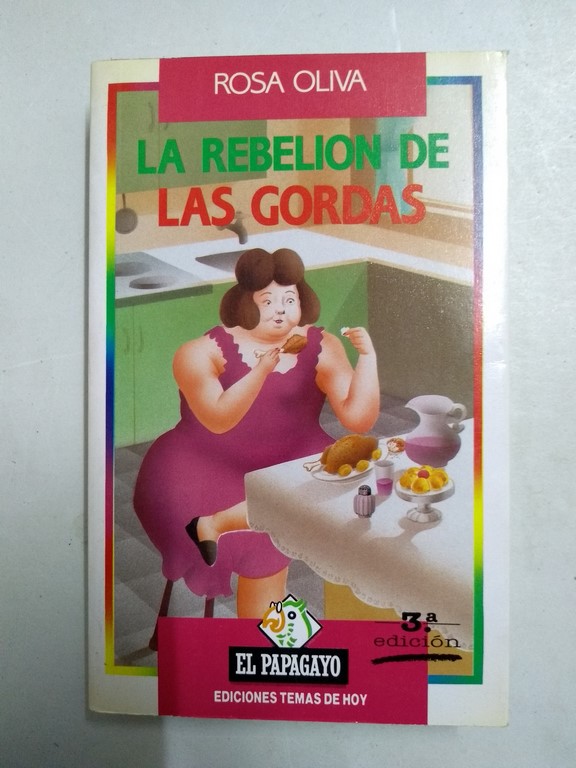 ROSA OLIVA
LA REBELION DE
LAS GORDAS
3.ª
edición
EL PAPAGAYO
EDICIONES TEMAS DE HOY